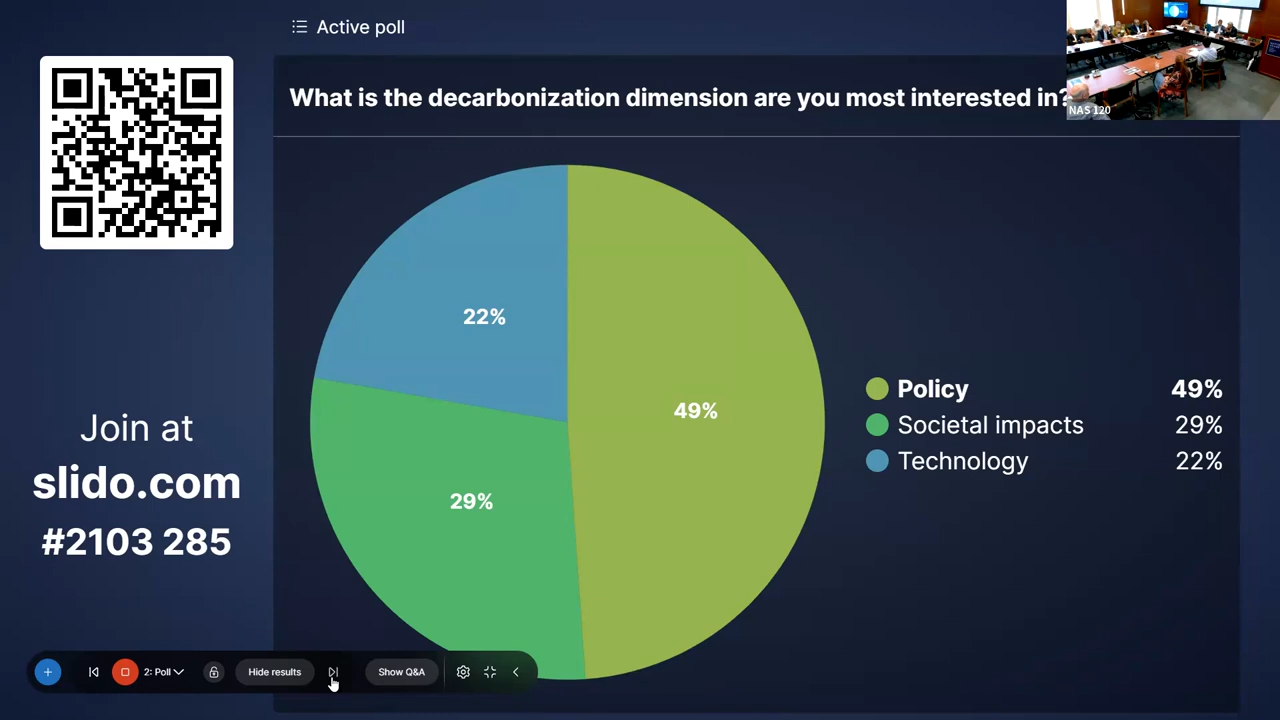 Active poll
What is the decarbonization dimension are you most interested in?
NAS 120
22%
49%
29%
Policy 49%
Societal impacts 29%
Technology 22%
Join at
slido.com
#2103 285
2: Poll
Hide results
Show Q&A